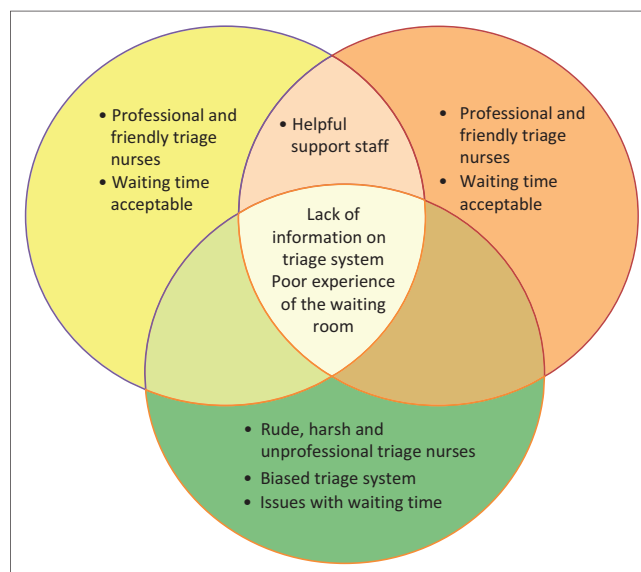 • Professional and
friendly triage
nurses
• Waiting time
acceptable
• Helpful
support staff
• Professional and
friendly triage
nurses
• Waiting time
acceptable
Lack of
information on
triage system
Poor experience
of the waiting
room
• Rude, harsh and
unprofessional triage nurses
• Biased triage system
• Issues with waiting time